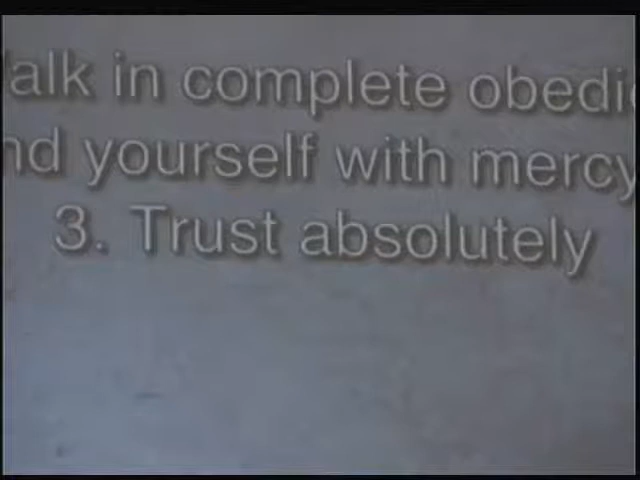 alk in complete obedi
nd yourself with mercy
3. Trust absolutely